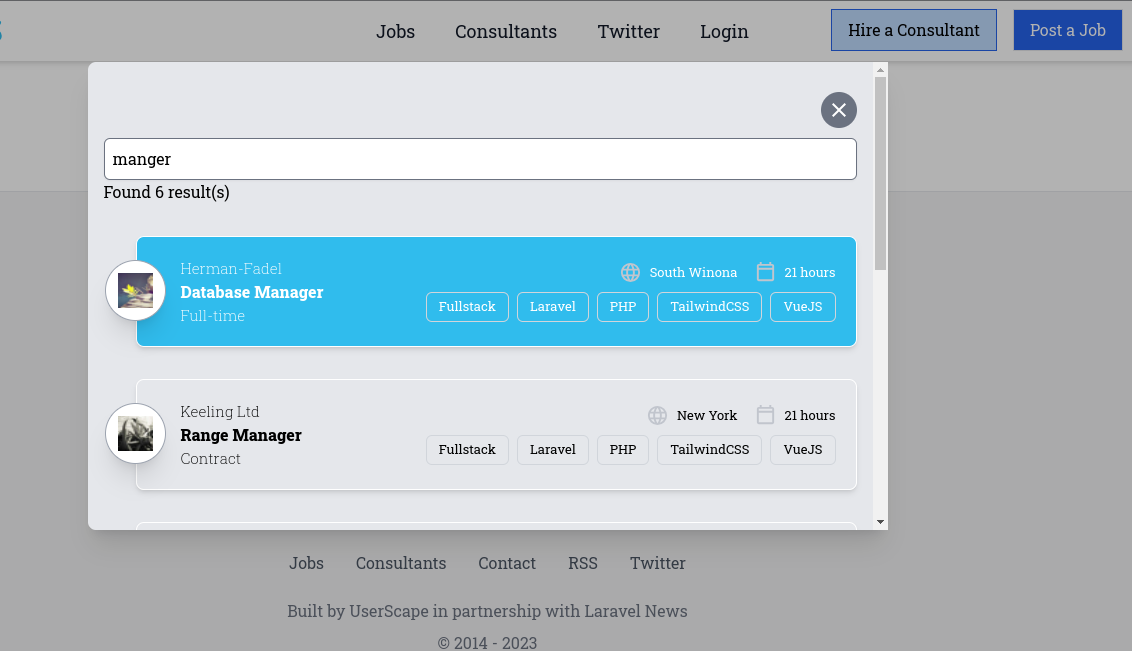 Jobs Consultants Twitter Login Hire a Consultant Post a Job
manger
Found 6 result(s)
Herman-Fadel
Database Manager
Full-time
South Winona 21 hours
Fullstack Laravel PHP TailwindCSS VueJS
Keeling Ltd
Range Manager
Contract
New York 21 hours
Fullstack Laravel PHP TailwindCSS VueJS
Jobs Consultants Contact RSS Twitter
Built by UserScape in partnership with Laravel News
© 2014 - 2023